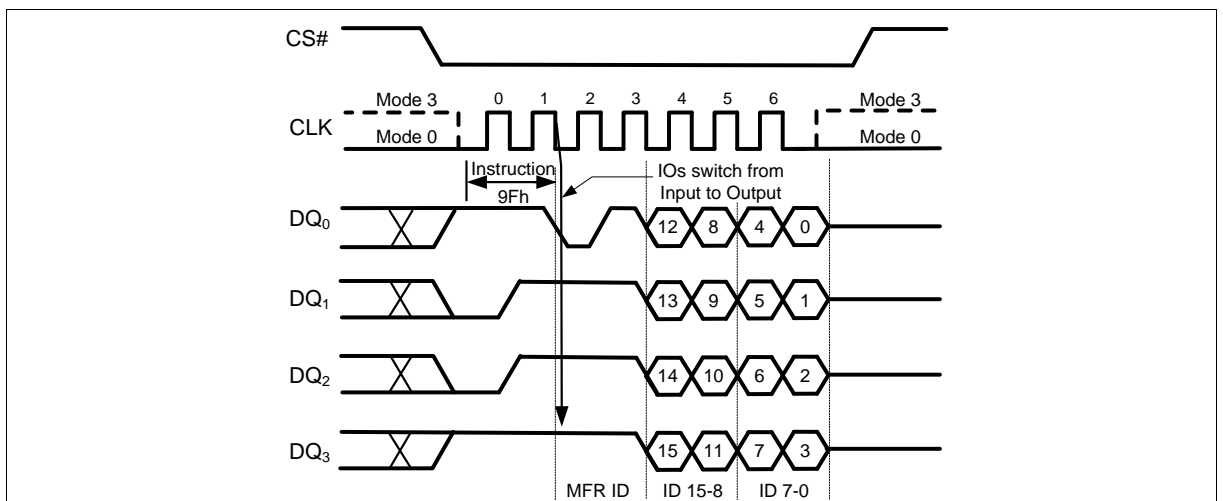 CS#
Mode 3 0 1 2 3 4 5 6 Mode 3
CLK
Mode 0 Mode 0
Instruction IOs switch from
9Fh Input to Output
DQ0 12 8 4 0
DQ1 13 9 5 1
DQ2 14 10 6 2
DQ3 15 11 7 3
MFR ID ID 15-8 ID 7-0